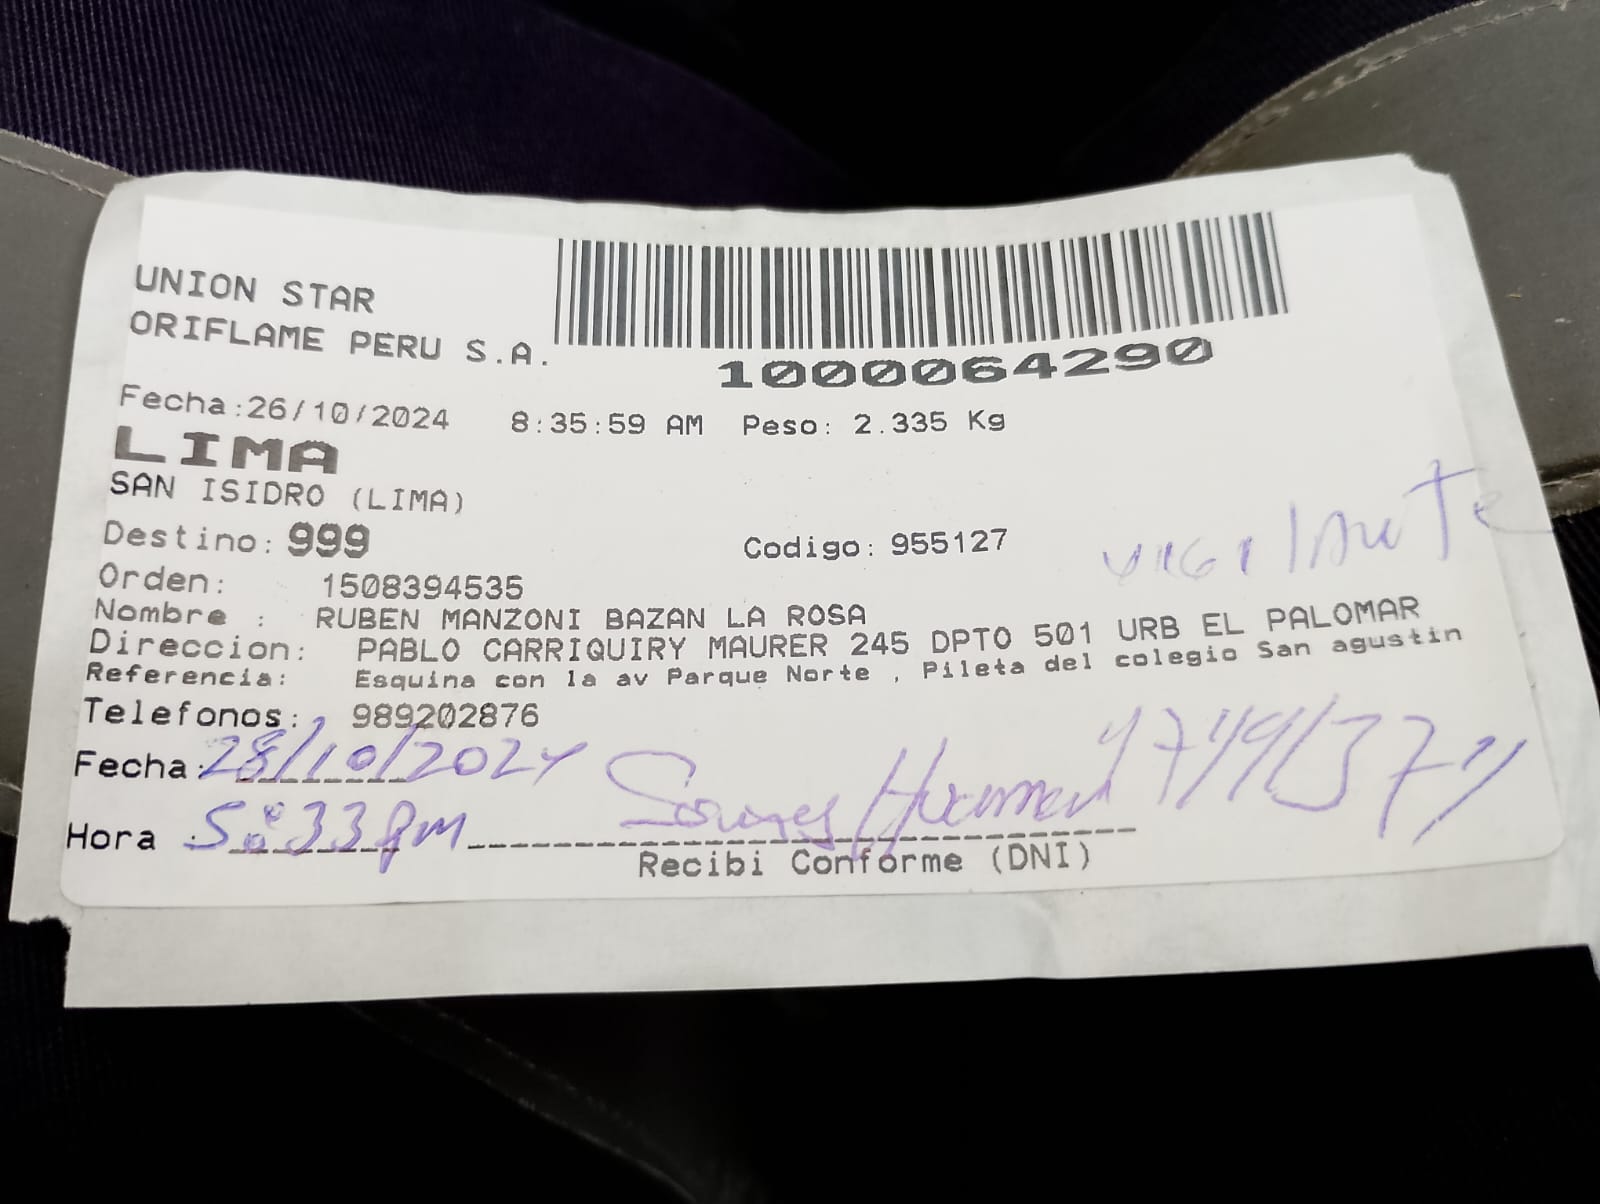 UNION STAR
ORIFLAME PERU S.A.
1000064290
Fecha:26/10/2024 8:35:59 AM Peso: 2.335 Kg
LIMA
SAN ISIDRO (LIMA)
Destino: 999 Codigo: 955127
vigilante
Orden: 1508394535
Nombre : RUBEN MANZONI BAZAN LA ROSA
Direccion: PABLO CARRIQUIRY MAURER 245 DPTO 501 URB EL PALOMAR
Referencia: Esquina con la av Parque Norte , Pileta del colegio San agustin
Telefonos: 989202876
Fecha: 28/10/2024
Hora : 5:33 pm
Recibi Conforme (DNI)